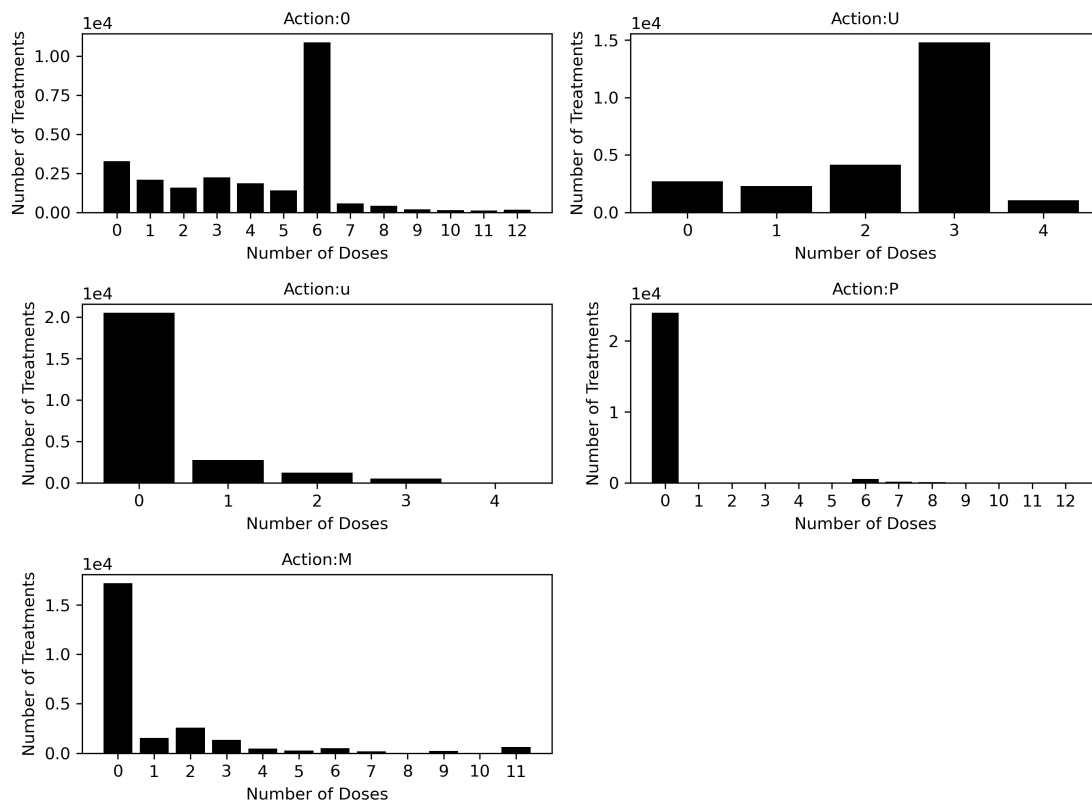 Action:0
1e4
Number of Treatments
1.00
0.75
0.50
0.25
0.00
0 1 2 3 4 5 6 7 8 9 10 11 12
Number of Doses
Action:U
1e4
Number of Treatments
1.5
1.0
0.5
0.0
0 1 2 3 4
Number of Doses
Action:u
1e4
Number of Treatments
2.0
1.5
1.0
0.5
0.0
0 1 2 3 4
Number of Doses
Action:P
1e4
Number of Treatments
2
1
0
0 1 2 3 4 5 6 7 8 9 10 11 12
Number of Doses
Action:M
1e4
Number of Treatments
1.5
1.0
0.5
0.0
0 1 2 3 4 5 6 7 8 9 10 11
Number of Doses